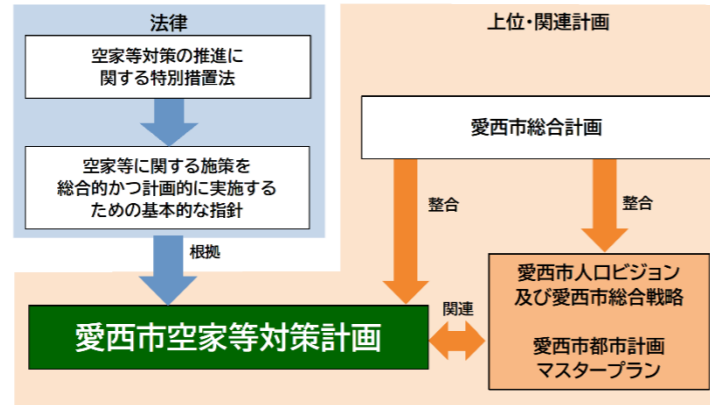 法律
空家等対策の推進に
関する特別措置法
空家等に関する施策を
総合的かつ計画的に実施する
ための基本的な指針
根拠
上位・関連計画
愛西市総合計画
整合
整合
愛西市空家等対策計画
関連
愛西市人口ビジョン
及び愛西市総合戦略
愛西市都市計画
マスタープラン